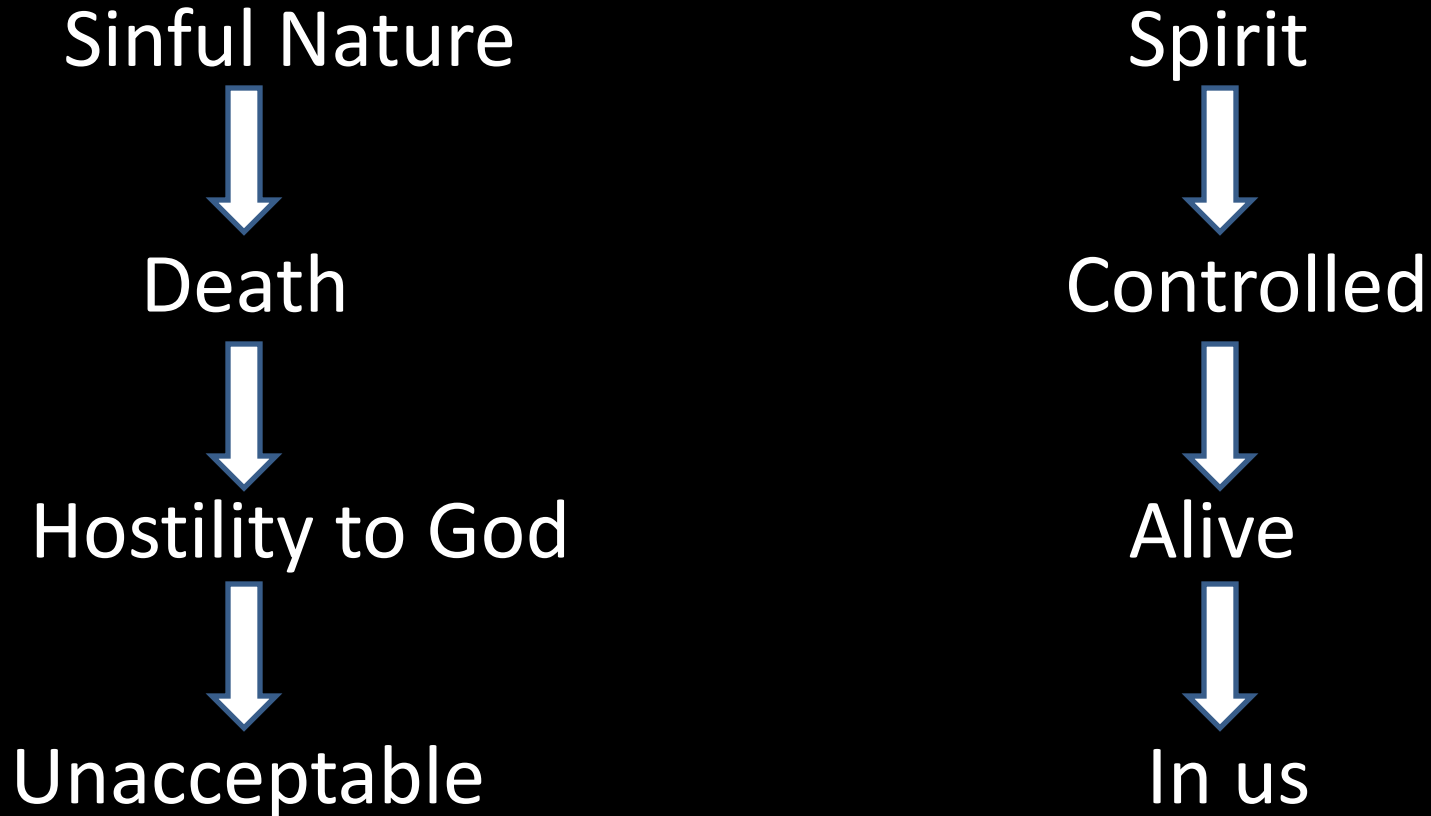 Sinful Nature
Death
Hostility to God
Unacceptable
Spirit
Controlled
Alive
In us